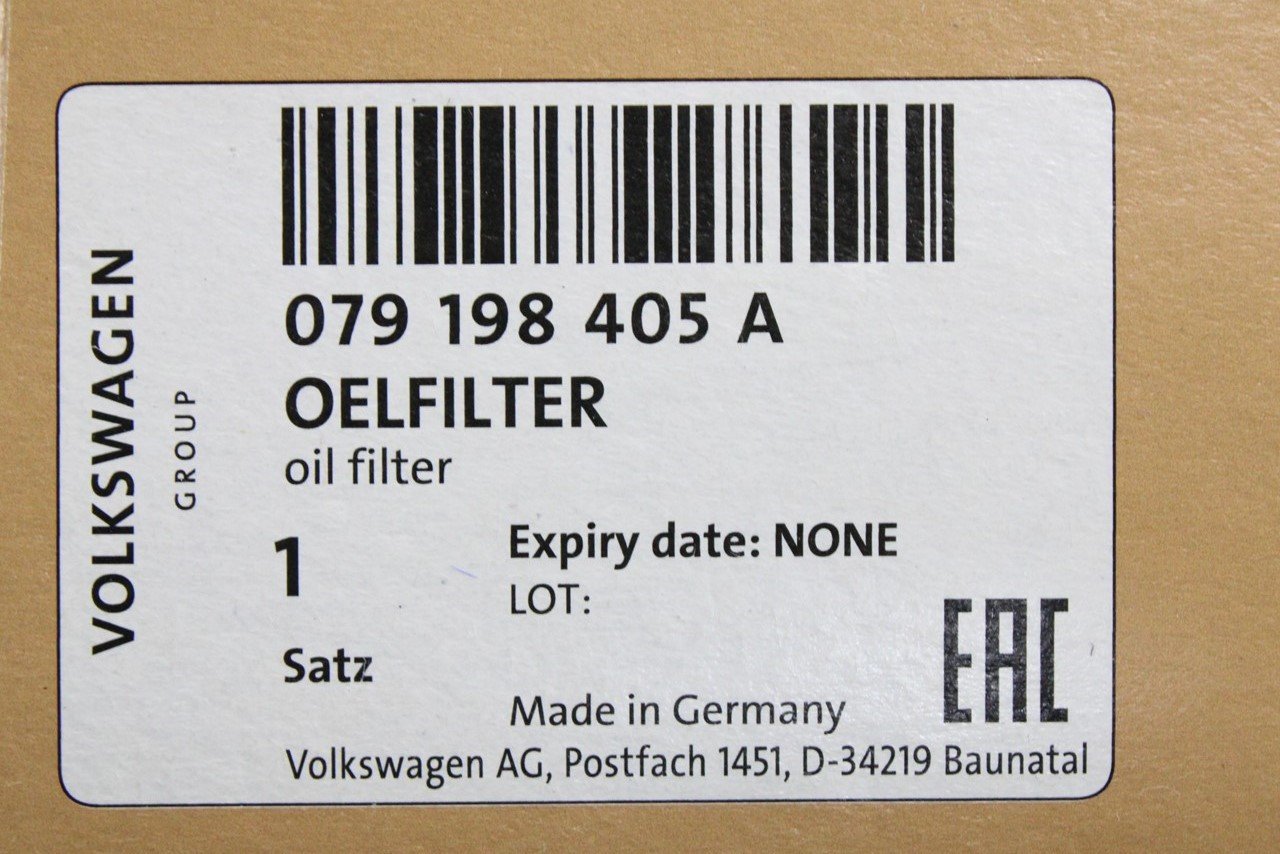 VOLKSWAGEN
GROUP
079 198 405 A
OELFILTER
oil filter
1
Satz
Expiry date: NONE
LOT:
Made in Germany
EAC
Volkswagen AG, Postfach 1451, D-34219 Baunatal